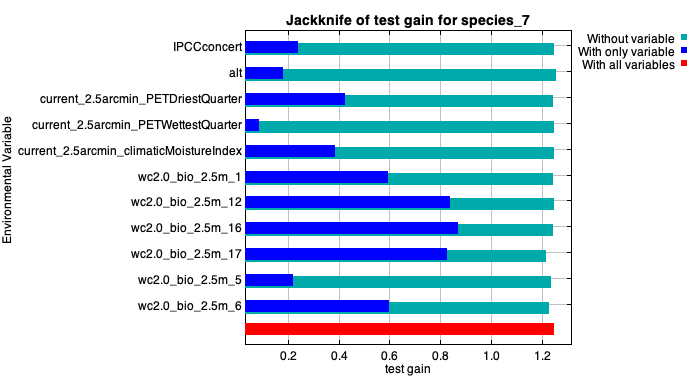 Jackknife of test gain for species_7
Without variable
With only variable
With all variables
Environmental Variable
IPCCconcert
alt
current_2.5arcmin_PETDriestQuarter
current_2.5arcmin_PETWettestQuarter
current_2.5arcmin_climaticMoistureIndex
wc2.0_bio_2.5m_1
wc2.0_bio_2.5m_12
wc2.0_bio_2.5m_16
wc2.0_bio_2.5m_17
wc2.0_bio_2.5m_5
wc2.0_bio_2.5m_6
0.2 0.4 0.6 0.8 1.0 1.2
test gain